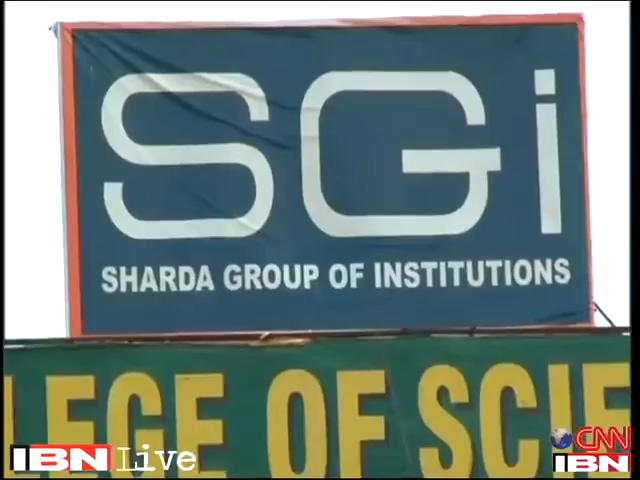 SGi
SHARDA GROUP OF INSTITUTIONS
LEGE OF SCIE
IBN Live
CNN
IBN